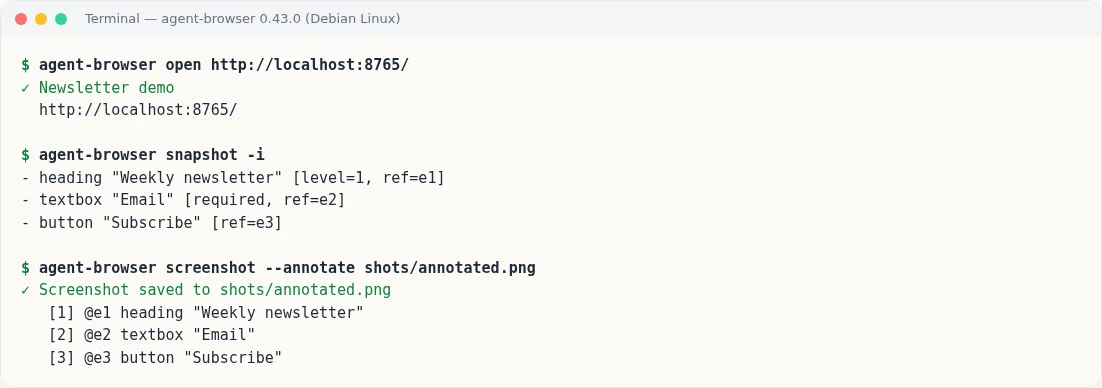 Terminal — agent-browser 0.43.0 (Debian Linux)
$ agent-browser open http://localhost:8765/
✓ Newsletter demo
  http://localhost:8765/
$ agent-browser snapshot -i
- heading "Weekly newsletter" [level=1, ref=e1]
- textbox "Email" [required, ref=e2]
- button "Subscribe" [ref=e3]
$ agent-browser screenshot --annotate shots/annotated.png
✓ Screenshot saved to shots/annotated.png
   [1] @e1 heading "Weekly newsletter"
   [2] @e2 textbox "Email"
   [3] @e3 button "Subscribe"